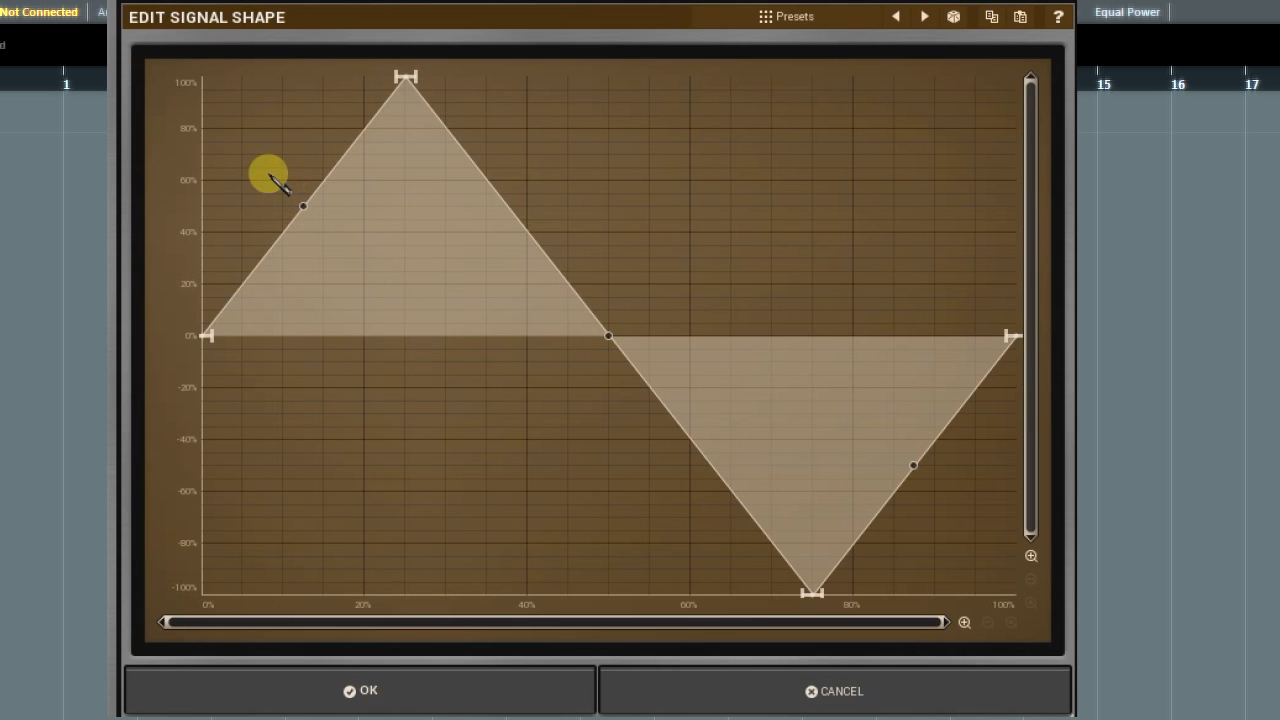 Not Connected
EDIT SIGNAL SHAPE
Presets
?
Equal Power
d
1
15 16 17
100%
80%
60%
40%
20%
0%
-20%
-40%
-60%
-80%
-100%
0% 20% 40% 60% 80% 100%
OK
CANCEL